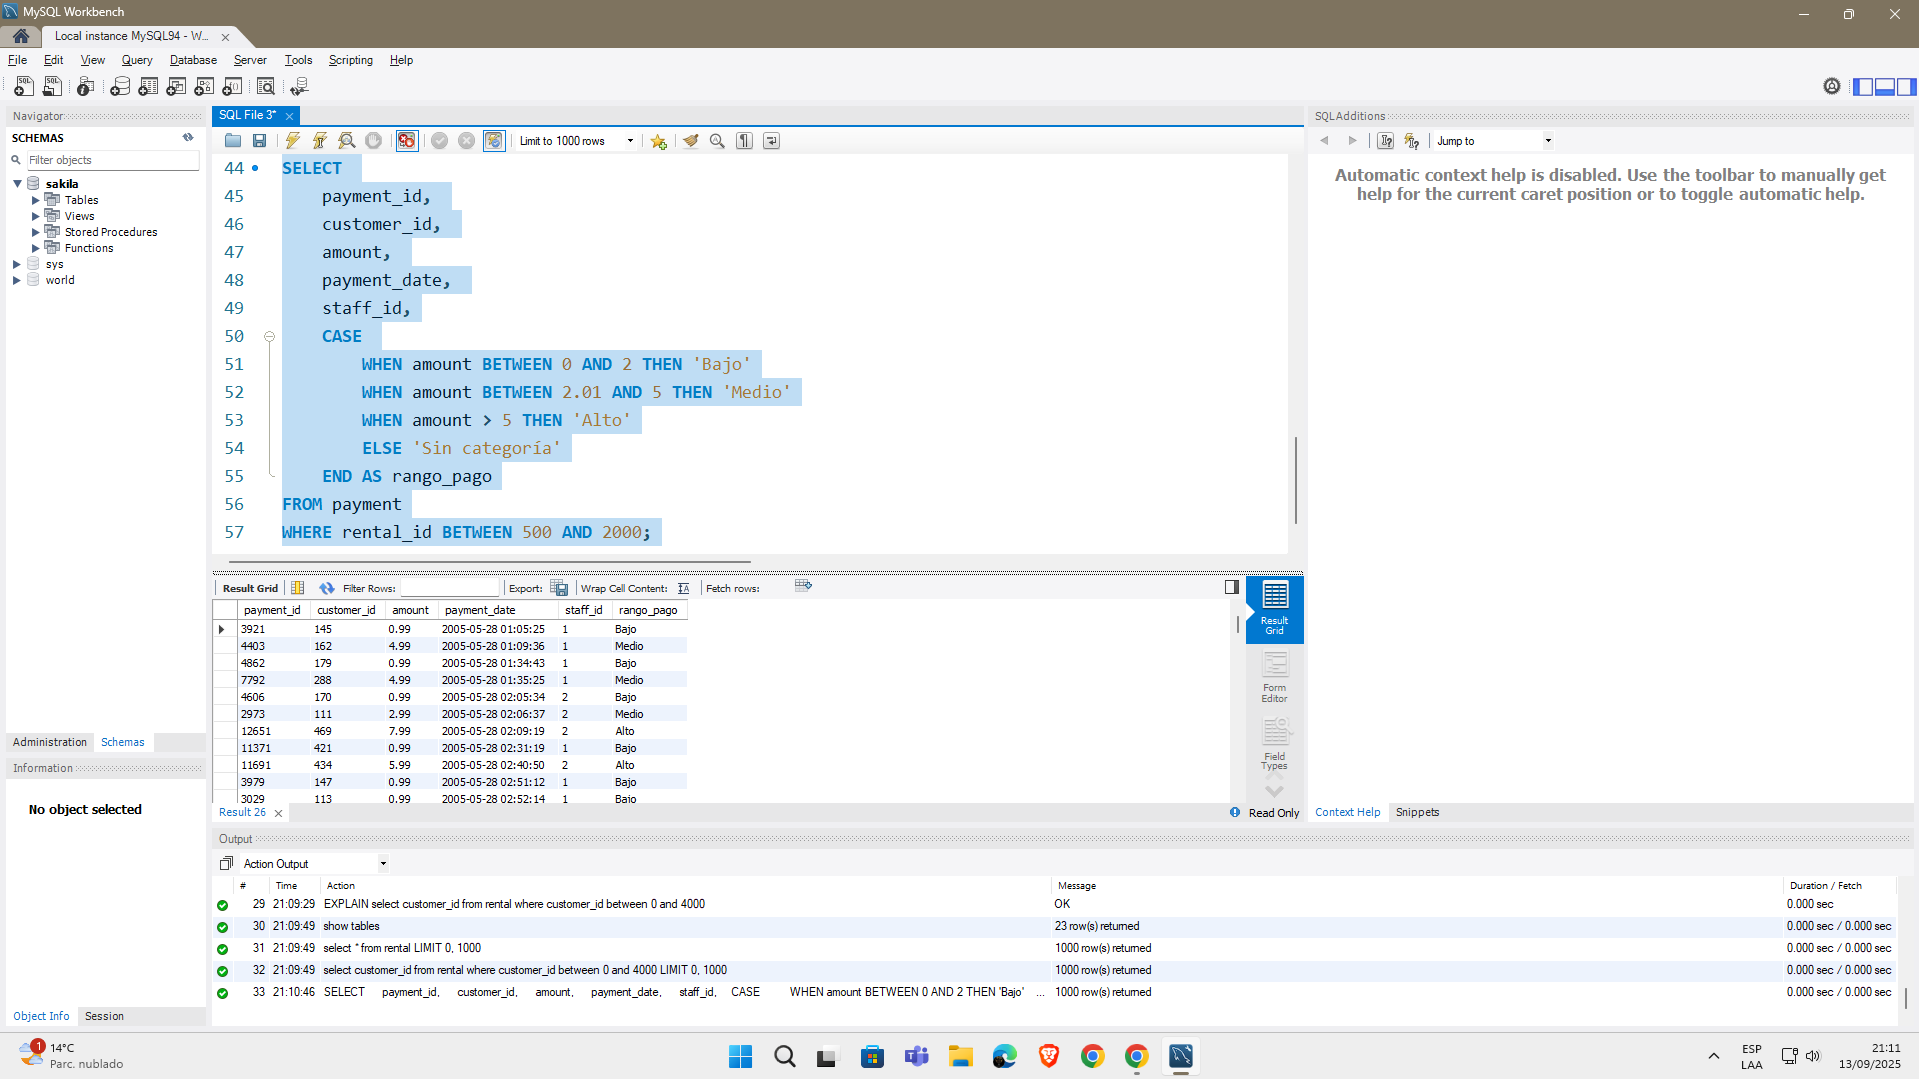 MySQL Workbench
Local instance MySQL94 - W...
File Edit View Query Database Server Tools Scripting Help
Navigator
SCHEMAS
Filter objects
sakila
Tables
Views
Stored Procedures
Functions
sys
world
Administration Schemas
Information
No object selected
Object Info Session
SQL File 3*
Limit to 1000 rows
44 SELECT
45 payment_id,
46 customer_id,
47 amount,
48 payment_date,
49 staff_id,
50 CASE
51 WHEN amount BETWEEN 0 AND 2 THEN 'Bajo'
52 WHEN amount BETWEEN 2.01 AND 5 THEN 'Medio'
53 WHEN amount > 5 THEN 'Alto'
54 ELSE 'Sin categoría'
55 END AS rango_pago
56 FROM payment
57 WHERE rental_id BETWEEN 500 AND 2000;
Result Grid Filter Rows: Export: Wrap Cell Content: Fetch rows:
payment_id customer_id amount payment_date staff_id rango_pago
3921 145 0.99 2005-05-28 01:05:25 1 Bajo
4403 162 4.99 2005-05-28 01:09:36 1 Medio
4862 179 0.99 2005-05-28 01:34:43 1 Bajo
7792 288 4.99 2005-05-28 01:35:25 1 Medio
4606 170 0.99 2005-05-28 02:05:34 2 Bajo
2973 111 2.99 2005-05-28 02:06:37 2 Medio
12651 469 7.99 2005-05-28 02:09:19 2 Alto
11371 421 0.99 2005-05-28 02:31:19 1 Bajo
11691 434 5.99 2005-05-28 02:40:50 2 Alto
3979 147 0.99 2005-05-28 02:51:12 1 Bajo
3029 113 0.99 2005-05-28 02:52:14 1 Bajo
Result Grid
Form Editor
Field Types
Result 26
Read Only
SQLAdditions
Jump to
Automatic context help is disabled. Use the toolbar to manually get
help for the current caret position or to toggle automatic help.
Context Help Snippets
Output
Action Output
# Time Action Message Duration / Fetch
29 21:09:29 EXPLAIN select customer_id from rental where customer_id between 0 and 4000 OK 0.000 sec
30 21:09:49 show tables 23 row(s) returned 0.000 sec / 0.000 sec
31 21:09:49 select * from rental LIMIT 0, 1000 1000 row(s) returned 0.000 sec / 0.000 sec
32 21:09:49 select customer_id from rental where customer_id between 0 and 4000 LIMIT 0, 1000 1000 row(s) returned 0.000 sec / 0.000 sec
33 21:10:46 SELECT payment_id, customer_id, amount, payment_date, staff_id, CASE WHEN amount BETWEEN 0 AND 2 THEN 'Bajo' ... 1000 row(s) returned 0.000 sec / 0.000 sec
1
14°C
Parc. nublado
ESP
LAA
21:11
13/09/2025